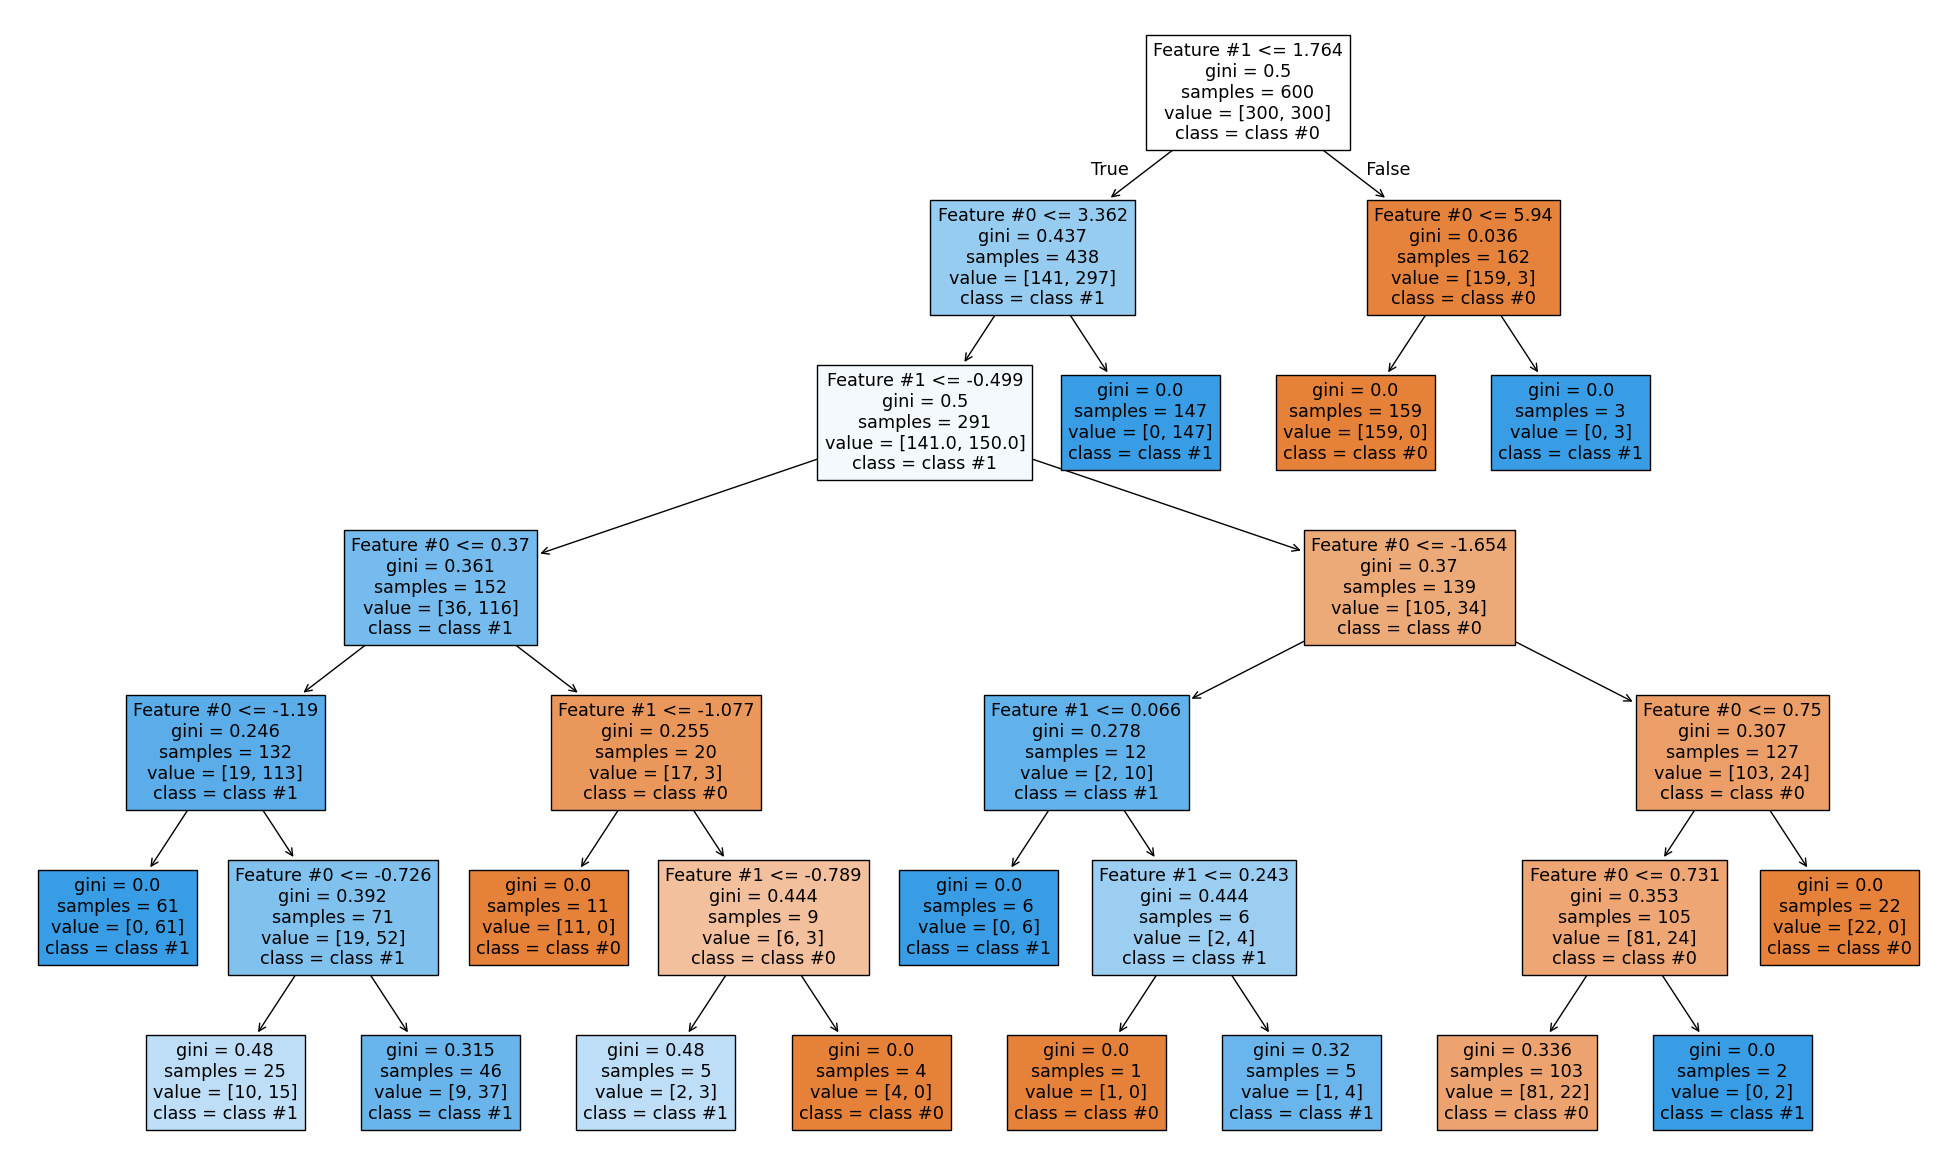 Feature #1 <= 1.764
gini = 0.5
samples = 600
value = [300, 300]
class = class #0
True
False
Feature #0 <= 3.362
gini = 0.437
samples = 438
value = [141, 297]
class = class #1
Feature #0 <= 5.94
gini = 0.036
samples = 162
value = [159, 3]
class = class #0
Feature #1 <= -0.499
gini = 0.5
samples = 291
value = [141.0, 150.0]
class = class #1
gini = 0.0
samples = 147
value = [0, 147]
class = class #1
gini = 0.0
samples = 159
value = [159, 0]
class = class #0
gini = 0.0
samples = 3
value = [0, 3]
class = class #1
Feature #0 <= 0.37
gini = 0.361
samples = 152
value = [36, 116]
class = class #1
Feature #0 <= -1.654
gini = 0.37
samples = 139
value = [105, 34]
class = class #0
Feature #0 <= -1.19
gini = 0.246
samples = 132
value = [19, 113]
class = class #1
Feature #1 <= -1.077
gini = 0.255
samples = 20
value = [17, 3]
class = class #0
Feature #1 <= 0.066
gini = 0.278
samples = 12
value = [2, 10]
class = class #1
Feature #0 <= 0.75
gini = 0.307
samples = 127
value = [103, 24]
class = class #0
gini = 0.0
samples = 61
value = [0, 61]
class = class #1
Feature #0 <= -0.726
gini = 0.392
samples = 71
value = [19, 52]
class = class #1
gini = 0.0
samples = 11
value = [11, 0]
class = class #0
Feature #1 <= -0.789
gini = 0.444
samples = 9
value = [6, 3]
class = class #0
gini = 0.0
samples = 6
value = [0, 6]
class = class #1
Feature #1 <= 0.243
gini = 0.444
samples = 6
value = [2, 4]
class = class #1
Feature #0 <= 0.731
gini = 0.353
samples = 105
value = [81, 24]
class = class #0
gini = 0.0
samples = 22
value = [22, 0]
class = class #0
gini = 0.48
samples = 25
value = [10, 15]
class = class #1
gini = 0.315
samples = 46
value = [9, 37]
class = class #1
gini = 0.48
samples = 5
value = [2, 3]
class = class #1
gini = 0.0
samples = 4
value = [4, 0]
class = class #0
gini = 0.0
samples = 1
value = [1, 0]
class = class #0
gini = 0.32
samples = 5
value = [1, 4]
class = class #1
gini = 0.336
samples = 103
value = [81, 22]
class = class #0
gini = 0.0
samples = 2
value = [0, 2]
class = class #1